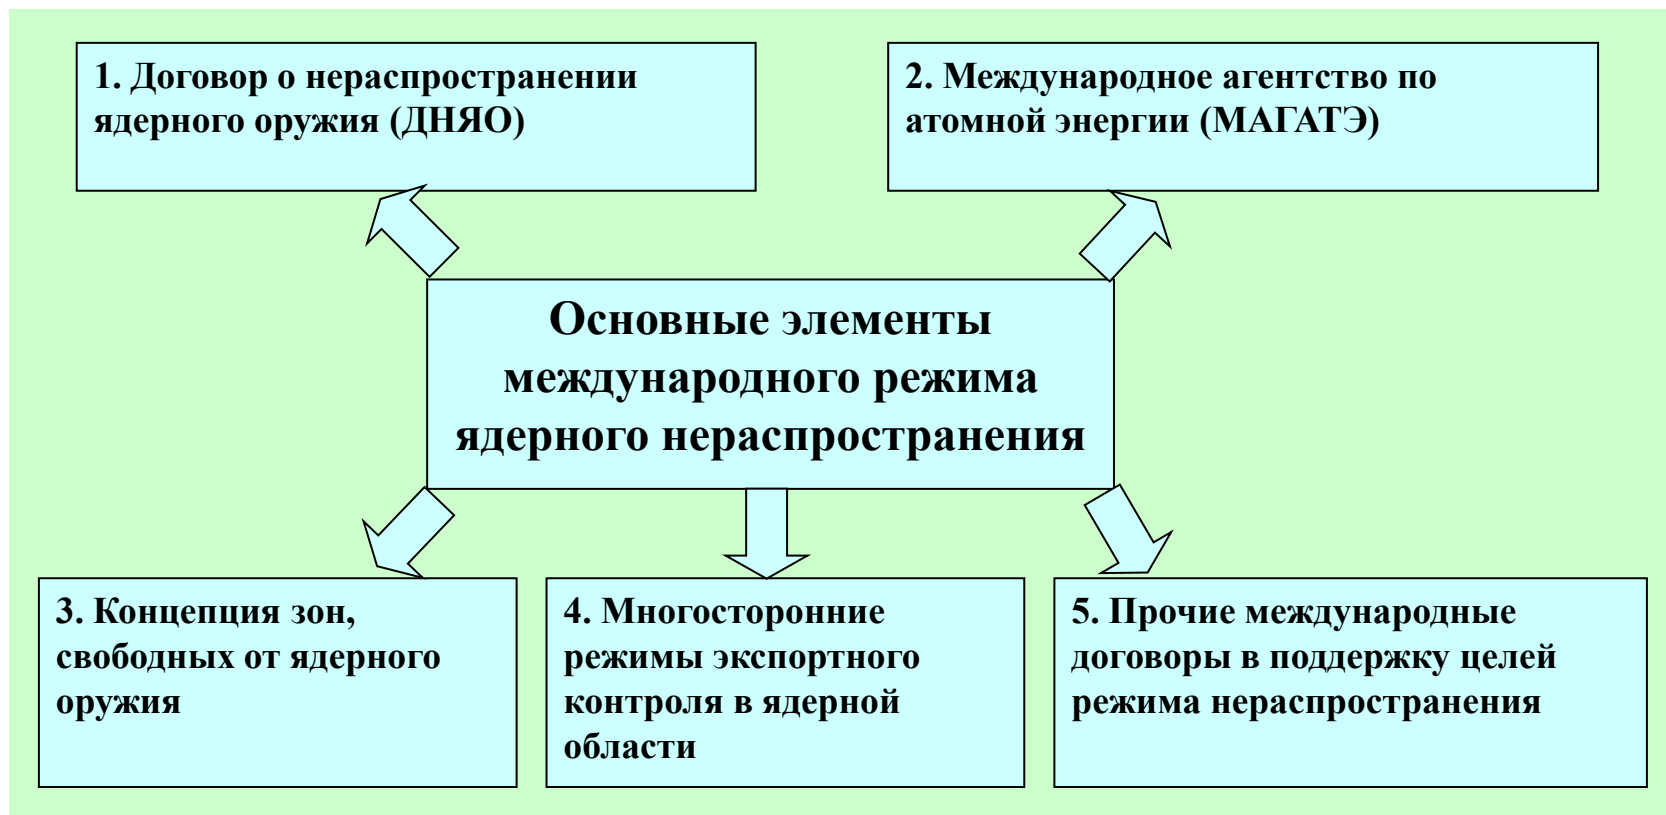 1. Договор о нераспространении
ядерного оружия (ДНЯО)
2. Международное агентство по
атомной энергии (МАГАТЭ)
Основные элементы
международного режима
ядерного нераспространения
3. Концепция зон,
свободных от ядерного
оружия
4. Многосторонние
режимы экспортного
контроля в ядерной
области
5. Прочие международные
договоры в поддержку целей
режима нераспространения